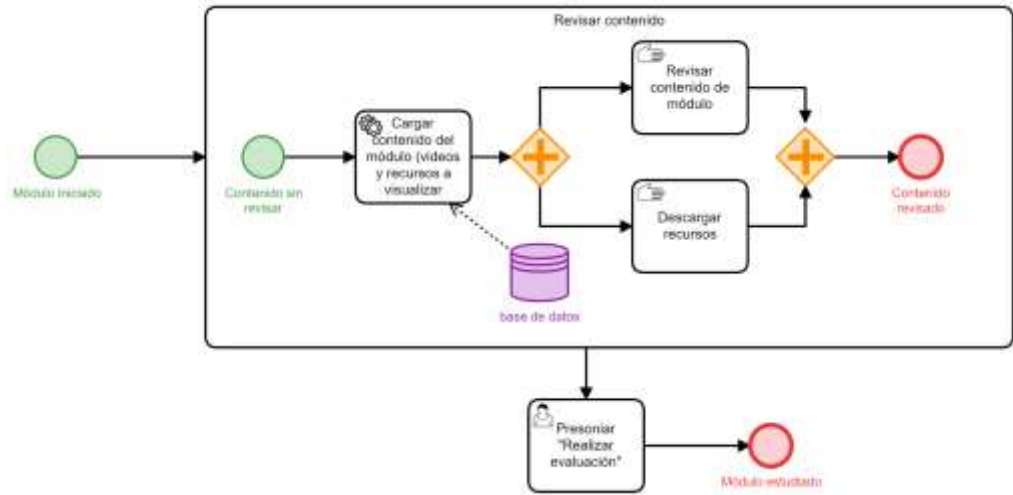 Revisar contenido
Revisar
contenido de
módulo
Cargar
contenido del
módulo (videos
y recursos a
visualizar
Módulo Iniciado
Contenido sin
revisar
Contenido
revisado
Descargar
recursos
base de datos
"Realizar
evaluación"
Módulo estudiado